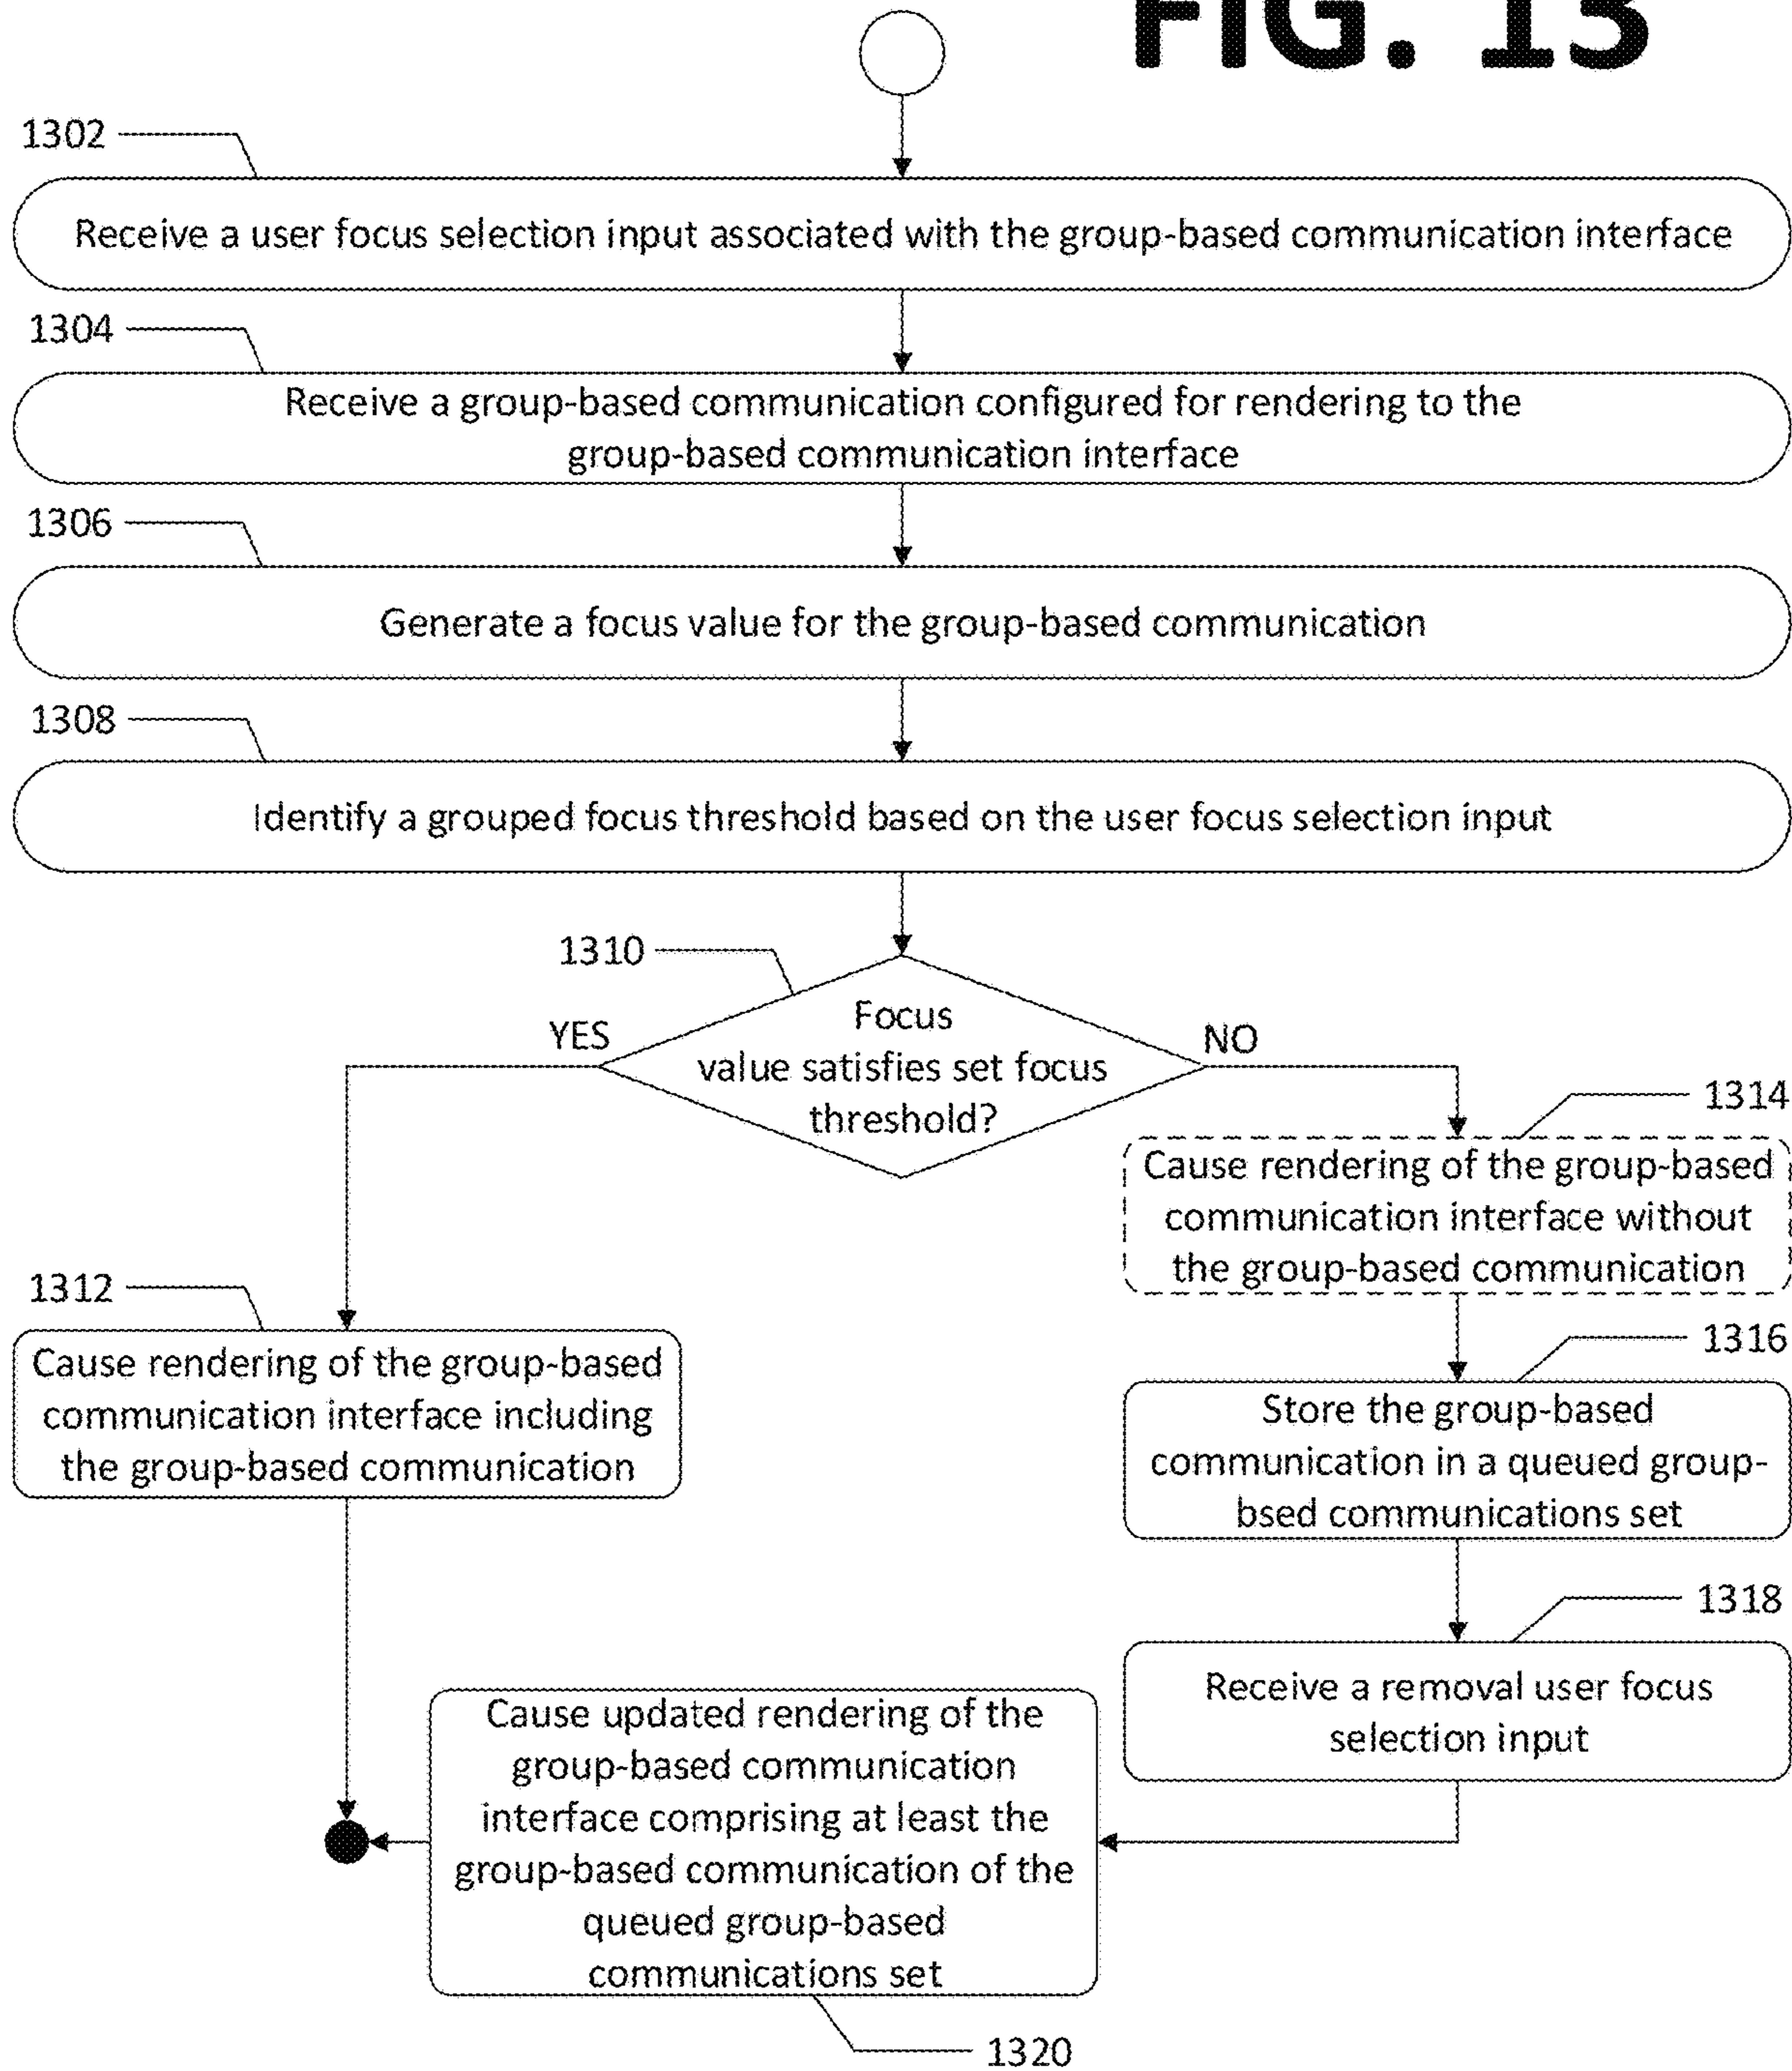 FIG. 13
1302
Receive a user focus selection input associated with the group-based communication interface
1304
Receive a group-based communication configured for rendering to the
group-based communication interface
1306
Generate a focus value for the group-based communication
1308
Identify a grouped focus threshold based on the user focus selection input
1310
Focus
value satisfies set focus
threshold?
YES
NO
1314
Cause rendering of the group-based
communication interface without
the group-based communication
1312
Cause rendering of the group-based
communication interface including
the group-based communication
1316
Store the group-based
communication in a queued group-
bsed communications set
1318
Receive a removal user focus
selection input
Cause updated rendering of the
group-based communication
interface comprising at least the
group-based communication of the
queued group-based
communications set
1320